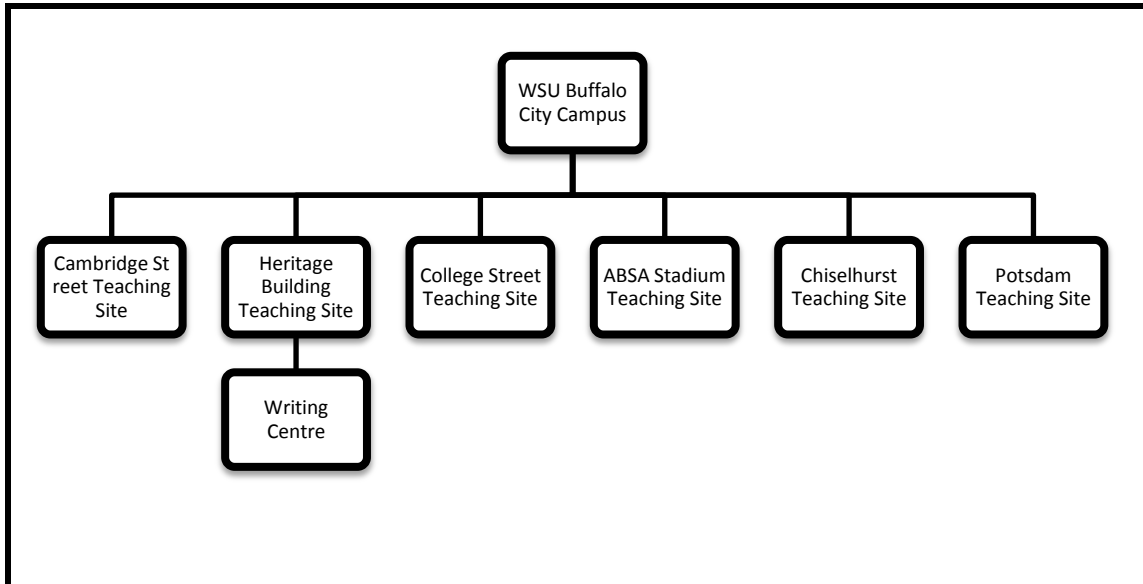 WSU Buffalo
City Campus
Cambridge St
reet Teaching
Site
Heritage
Building
Teaching Site
College Street
Teaching Site
ABSA Stadium
Teaching Site
Chiselhurst
Teaching Site
Potsdam
Teaching Site
Writing
Centre